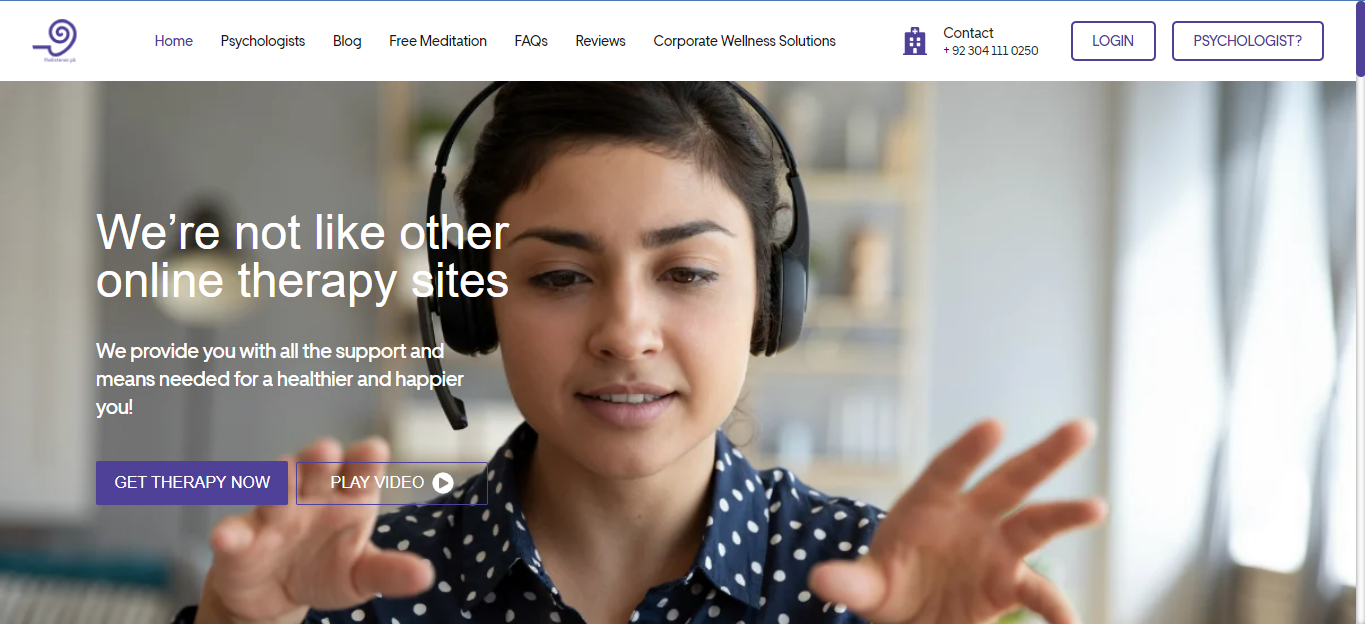 Home Psychologists Blog Free Meditation FAQs Reviews Corporate Wellness Solutions
Contact
+ 92 304 111 0250
LOGIN
PSYCHOLOGIST?
We’re not like other
online therapy sites
We provide you with all the support and
means needed for a healthier and happier
you!
GET THERAPY NOW
PLAY VIDEO